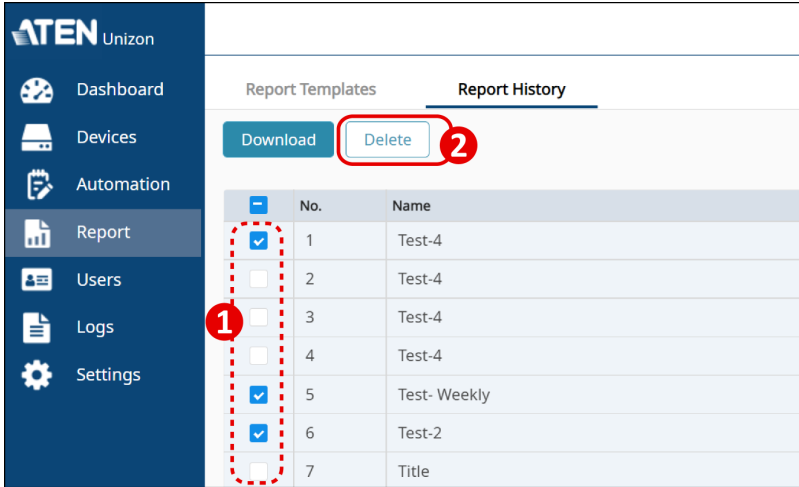 ATEN Unizon
Dashboard
Devices
Automation
Report
Users
Logs
Settings
Report Templates Report History
Download Delete 2
No. Name
1 Test-4
2 Test-4
1
3 Test-4
4 Test-4
5 Test- Weekly
6 Test-2
7 Title